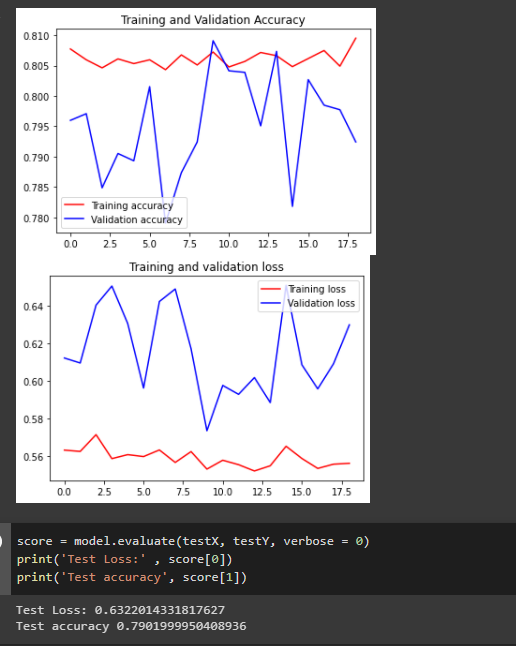 Training and Validation Accuracy
0.810
0.805
0.800
0.795
0.790
0.785
0.780
Training accuracy
Validation accuracy
0.0 2.5 5.0 7.5 10.0 12.5 15.0 17.5
Training and validation loss
Training loss
Validation loss
0.64
0.62
0.60
0.58
0.56
0.0 2.5 5.0 7.5 10.0 12.5 15.0 17.5
score = model.evaluate(testX, testY, verbose = 0)
print('Test Loss:' , score[0])
print('Test accuracy', score[1])
Test Loss: 0.6322014331817627
Test accuracy 0.7901999950408936